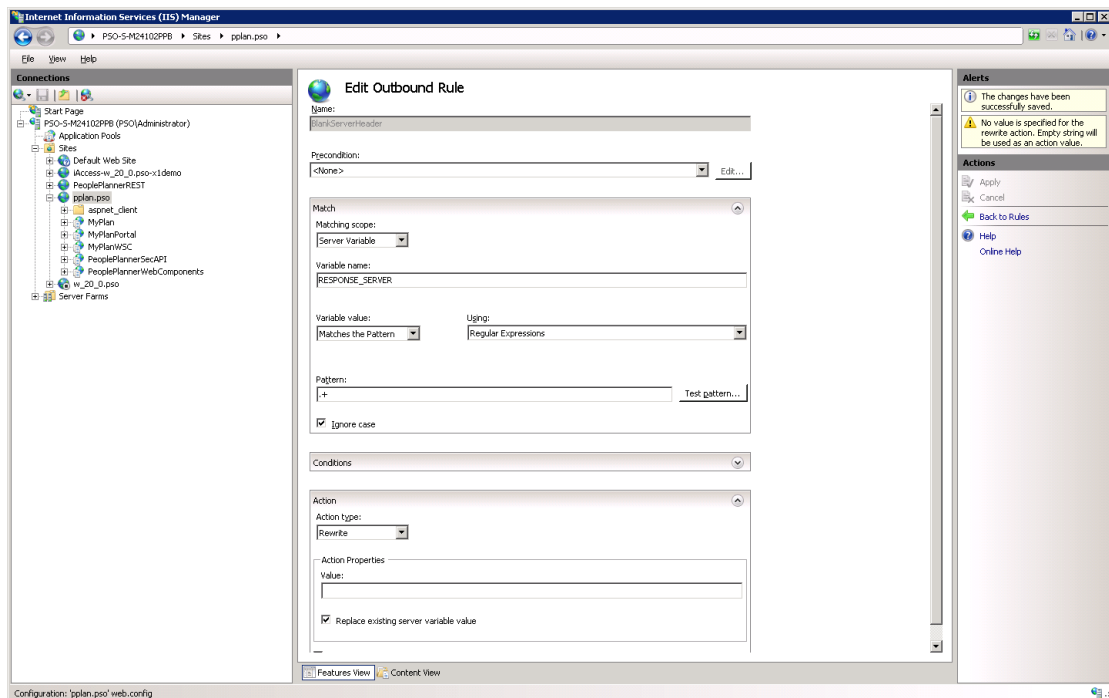 Internet Information Services (IIS) Manager
PSO-S-M24102PPB Sites pplan.pso
File View Help
Connections
Start Page
PSO-S-M24102PPB (PSO\Administrator)
Application Pools
Sites
Default Web Site
iAccess-w_20_0.pso-x1demo
PeoplePlannerREST
pplan.pso
aspnet_client
MyPlan
MyPlanPortal
MyPlanWSC
PeoplePlannerSecAPI
PeoplePlannerWebComponents
w_20_0.pso
Server Farms
Edit Outbound Rule
Name:
BlankServerHeader
Precondition:
<None> Edit...
Match
Matching scope:
Server Variable
Variable name:
RESPONSE_SERVER
Variable value: Using:
Matches the Pattern Regular Expressions
Pattern:
.+ Test pattern...
Ignore case
Conditions
Action
Action type:
Rewrite
Action Properties
Value:
Replace existing server variable value
Features View Content View
Alerts
The changes have been
successfully saved.
No value is specified for the
rewrite action. Empty string will
be used as an action value.
Actions
Apply
Cancel
Back to Rules
Help
Online Help
Configuration: 'pplan.pso' web.config